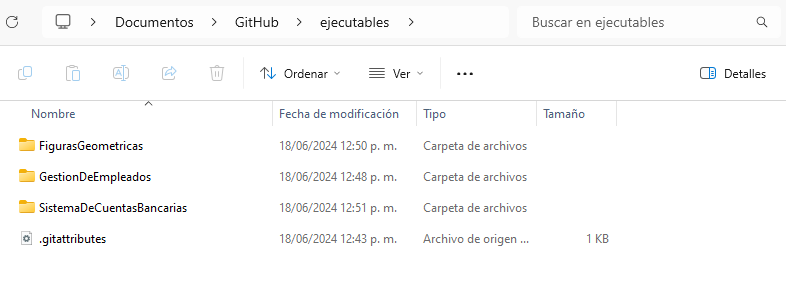 Documentos > GitHub > ejecutables >
Buscar en ejecutables
Ordenar Ver ... Detalles
Nombre Fecha de modificación Tipo Tamaño
FigurasGeometricas 18/06/2024 12:50 p. m. Carpeta de archivos
GestionDeEmpleados 18/06/2024 12:48 p. m. Carpeta de archivos
SistemaDeCuentasBancarias 18/06/2024 12:51 p. m. Carpeta de archivos
.gitattributes 18/06/2024 12:43 p. m. Archivo de origen ... 1 KB